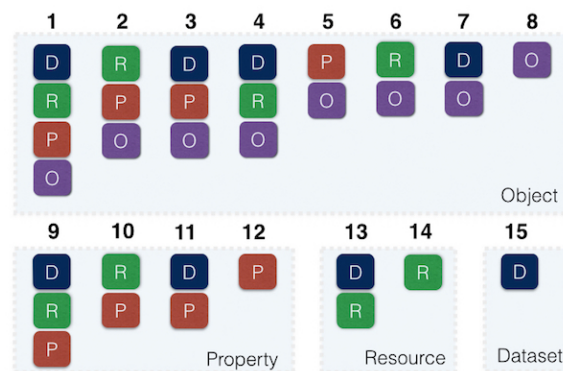 1 2 3 4 5 6 7 8
D R D D P R D O
R P P R O O O
P O O O
O
Object
9 10 11 12 13 14 15
D R D P D R D
R P P R
P
Property Resource Dataset